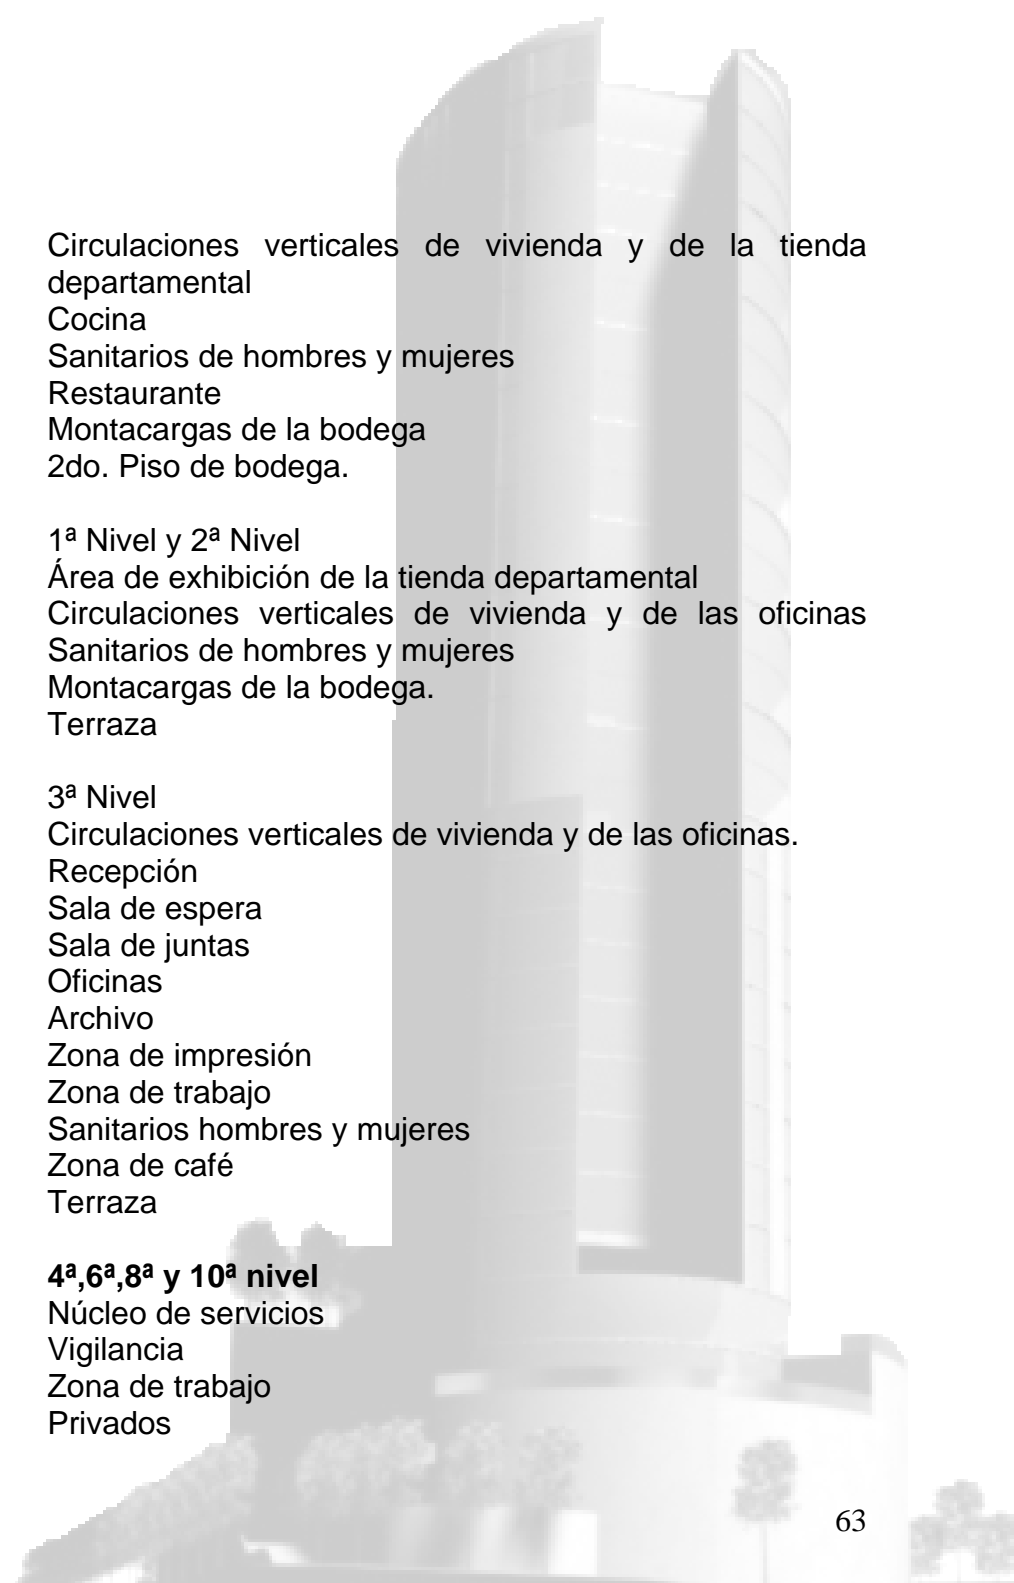 Circulaciones verticales de vivienda y de la tienda
departamental
Cocina
Sanitarios de hombres y mujeres
Restaurante
Montacargas de la bodega
2do. Piso de bodega.

1ª Nivel y 2ª Nivel
Área de exhibición de la tienda departamental
Circulaciones verticales de vivienda y de las oficinas
Sanitarios de hombres y mujeres
Montacargas de la bodega.
Terraza

3ª Nivel
Circulaciones verticales de vivienda y de las oficinas.
Recepción
Sala de espera
Sala de juntas
Oficinas
Archivo
Zona de impresión
Zona de trabajo
Sanitarios hombres y mujeres
Zona de café
Terraza

4ª,6ª,8ª y 10ª nivel
Núcleo de servicios
Vigilancia
Zona de trabajo
Privados

63